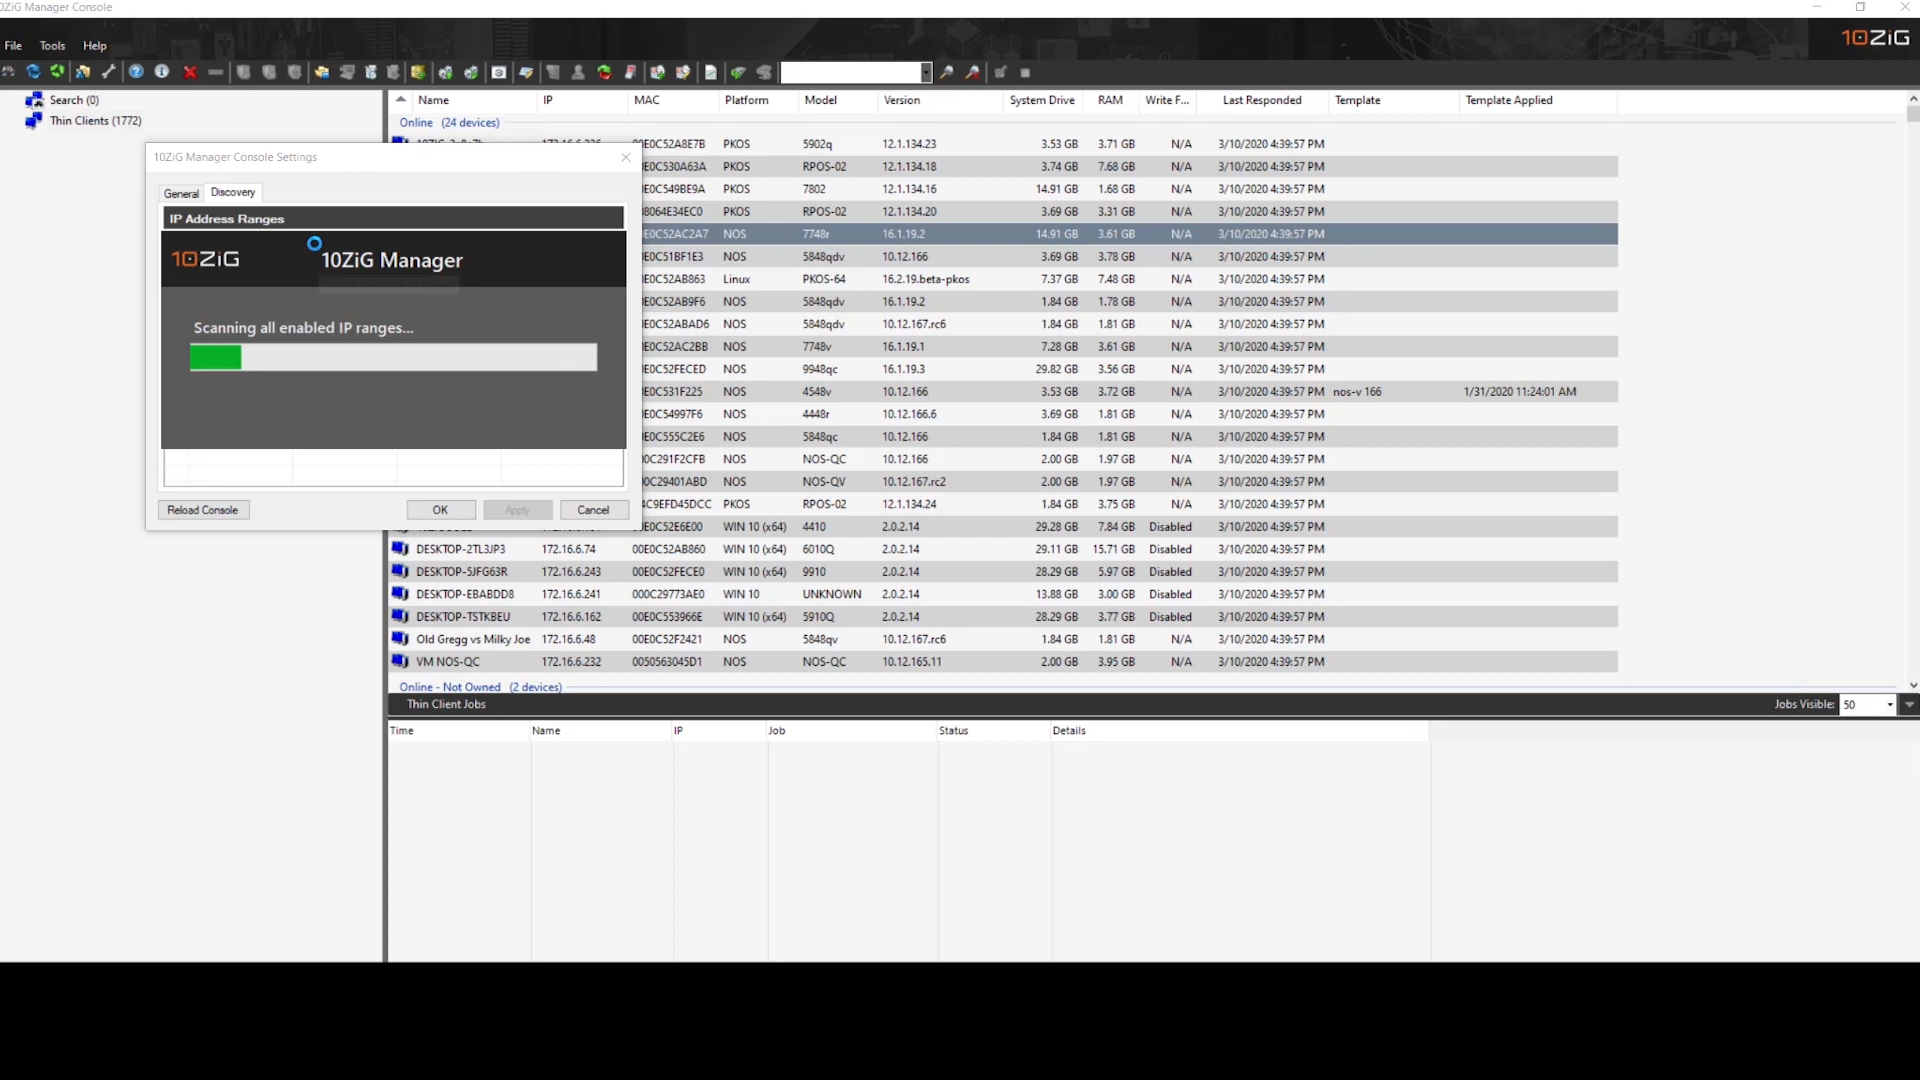 0ZiG Manager Console
File Tools Help
10ZiG
Search (0)
Thin Clients (1772)
Name IP MAC Platform Model Version System Drive RAM Write F... Last Responded Template Template Applied
Online (24 devices)
0E0C52A8E7B PKOS 5902q 12.1.134.23 3.53 GB 3.71 GB N/A 3/10/2020 4:39:57 PM
E0C530A63A PKOS RPOS-02 12.1.134.18 3.74 GB 7.68 GB N/A 3/10/2020 4:39:57 PM
E0C549BE9A PKOS 7802 12.1.134.16 14.91 GB 1.68 GB N/A 3/10/2020 4:39:57 PM
8064E34EC0 PKOS RPOS-02 12.1.134.20 3.69 GB 3.31 GB N/A 3/10/2020 4:39:57 PM
E0C52AC2A7 NOS 7748r 16.1.19.2 14.91 GB 3.61 GB N/A 3/10/2020 4:39:57 PM
E0C51BF1E3 NOS 5848qdv 10.12.166 3.69 GB 3.78 GB N/A 3/10/2020 4:39:57 PM
E0C52AB863 Linux PKOS-64 16.2.19.beta-pkos 7.37 GB 7.48 GB N/A 3/10/2020 4:39:57 PM
E0C52AB9F6 NOS 5848qdv 16.1.19.2 1.84 GB 1.78 GB N/A 3/10/2020 4:39:57 PM
E0C52ABAD6 NOS 5848qdv 10.12.167.rc6 1.84 GB 1.81 GB N/A 3/10/2020 4:39:57 PM
E0C52AC2BB NOS 7748v 16.1.19.1 7.28 GB 3.61 GB N/A 3/10/2020 4:39:57 PM
E0C52FECED NOS 9948qc 16.1.19.3 29.82 GB 3.56 GB N/A 3/10/2020 4:39:57 PM
E0C531F225 NOS 4548v 10.12.166 3.53 GB 3.72 GB N/A 3/10/2020 4:39:57 PM nos-v 166 1/31/2020 11:24:01 AM
E0C54997F6 NOS 4448r 10.12.166.6 3.69 GB 1.81 GB N/A 3/10/2020 4:39:57 PM
E0C555C2E6 NOS 5848qc 10.12.166 1.84 GB 1.81 GB N/A 3/10/2020 4:39:57 PM
0C291F2CFB NOS NOS-QC 10.12.166 2.00 GB 1.97 GB N/A 3/10/2020 4:39:57 PM
0C29401ABD NOS NOS-QV 10.12.167.rc2 2.00 GB 1.97 GB N/A 3/10/2020 4:39:57 PM
4C9EFD45DCC PKOS RPOS-02 12.1.134.24 1.84 GB 3.75 GB N/A 3/10/2020 4:39:57 PM
E0C52E6E00 WIN 10 (x64) 4410 2.0.2.14 29.28 GB 7.84 GB Disabled 3/10/2020 4:39:57 PM
DESKTOP-2TL3JP3 172.16.6.74 00E0C52AB860 WIN 10 (x64) 6010Q 2.0.2.14 29.11 GB 15.71 GB Disabled 3/10/2020 4:39:57 PM
DESKTOP-5JFG63R 172.16.6.243 00E0C52FECE0 WIN 10 (x64) 9910 2.0.2.14 28.29 GB 5.97 GB Disabled 3/10/2020 4:39:57 PM
DESKTOP-EBABDD8 172.16.6.241 000C29773AE0 WIN 10 UNKNOWN 2.0.2.14 13.88 GB 3.00 GB Disabled 3/10/2020 4:39:57 PM
DESKTOP-TSTKBEU 172.16.6.162 00E0C553966E WIN 10 (x64) 5910Q 2.0.2.14 28.29 GB 3.77 GB Disabled 3/10/2020 4:39:57 PM
Old Gregg vs Milky Joe 172.16.6.48 00E0C52F2421 NOS 5848qv 10.12.167.rc6 1.84 GB 1.81 GB N/A 3/10/2020 4:39:57 PM
VM NOS-QC 172.16.6.232 0050563045D1 NOS NOS-QC 10.12.165.11 2.00 GB 3.95 GB N/A 3/10/2020 4:39:57 PM
Online - Not Owned (2 devices)
10ZiG Manager Console Settings
General Discovery
IP Address Ranges
10ZiG 10ZiG Manager
Scanning all enabled IP ranges...
Reload Console OK Apply Cancel
Thin Client Jobs Jobs Visible: 50
Time Name IP Job Status Details